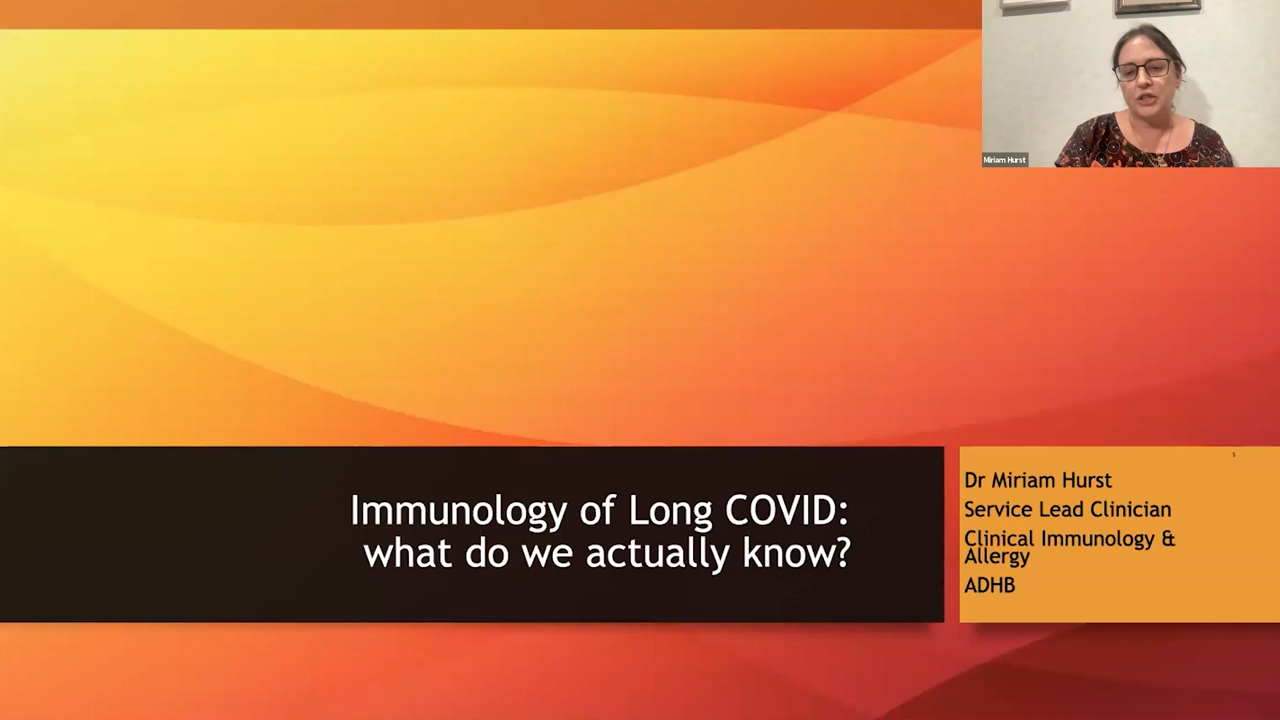 Miriam Hurst
Immunology of Long COVID:
what do we actually know?
5
Dr Miriam Hurst
Service Lead Clinician
Clinical Immunology &
Allergy
ADHB